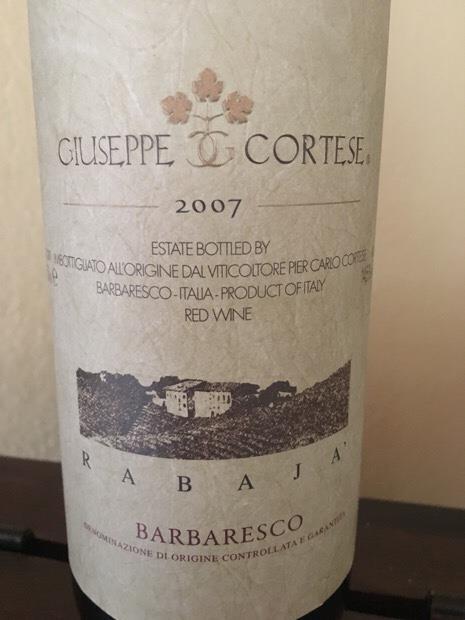 GIUSEPPE CORTESE
2007
ESTATE BOTTLED BY
IMBOTTIGLIATO ALL'ORIGINE DAL VITICOLTORE PIER CARLO CORTESE
BARBARESCO - ITALIA - PRODUCT OF ITALY
RED WINE
RABAJA'
BARBARESCO
DENOMINAZIONE DI ORIGINE CONTROLLATA E GARANTITA